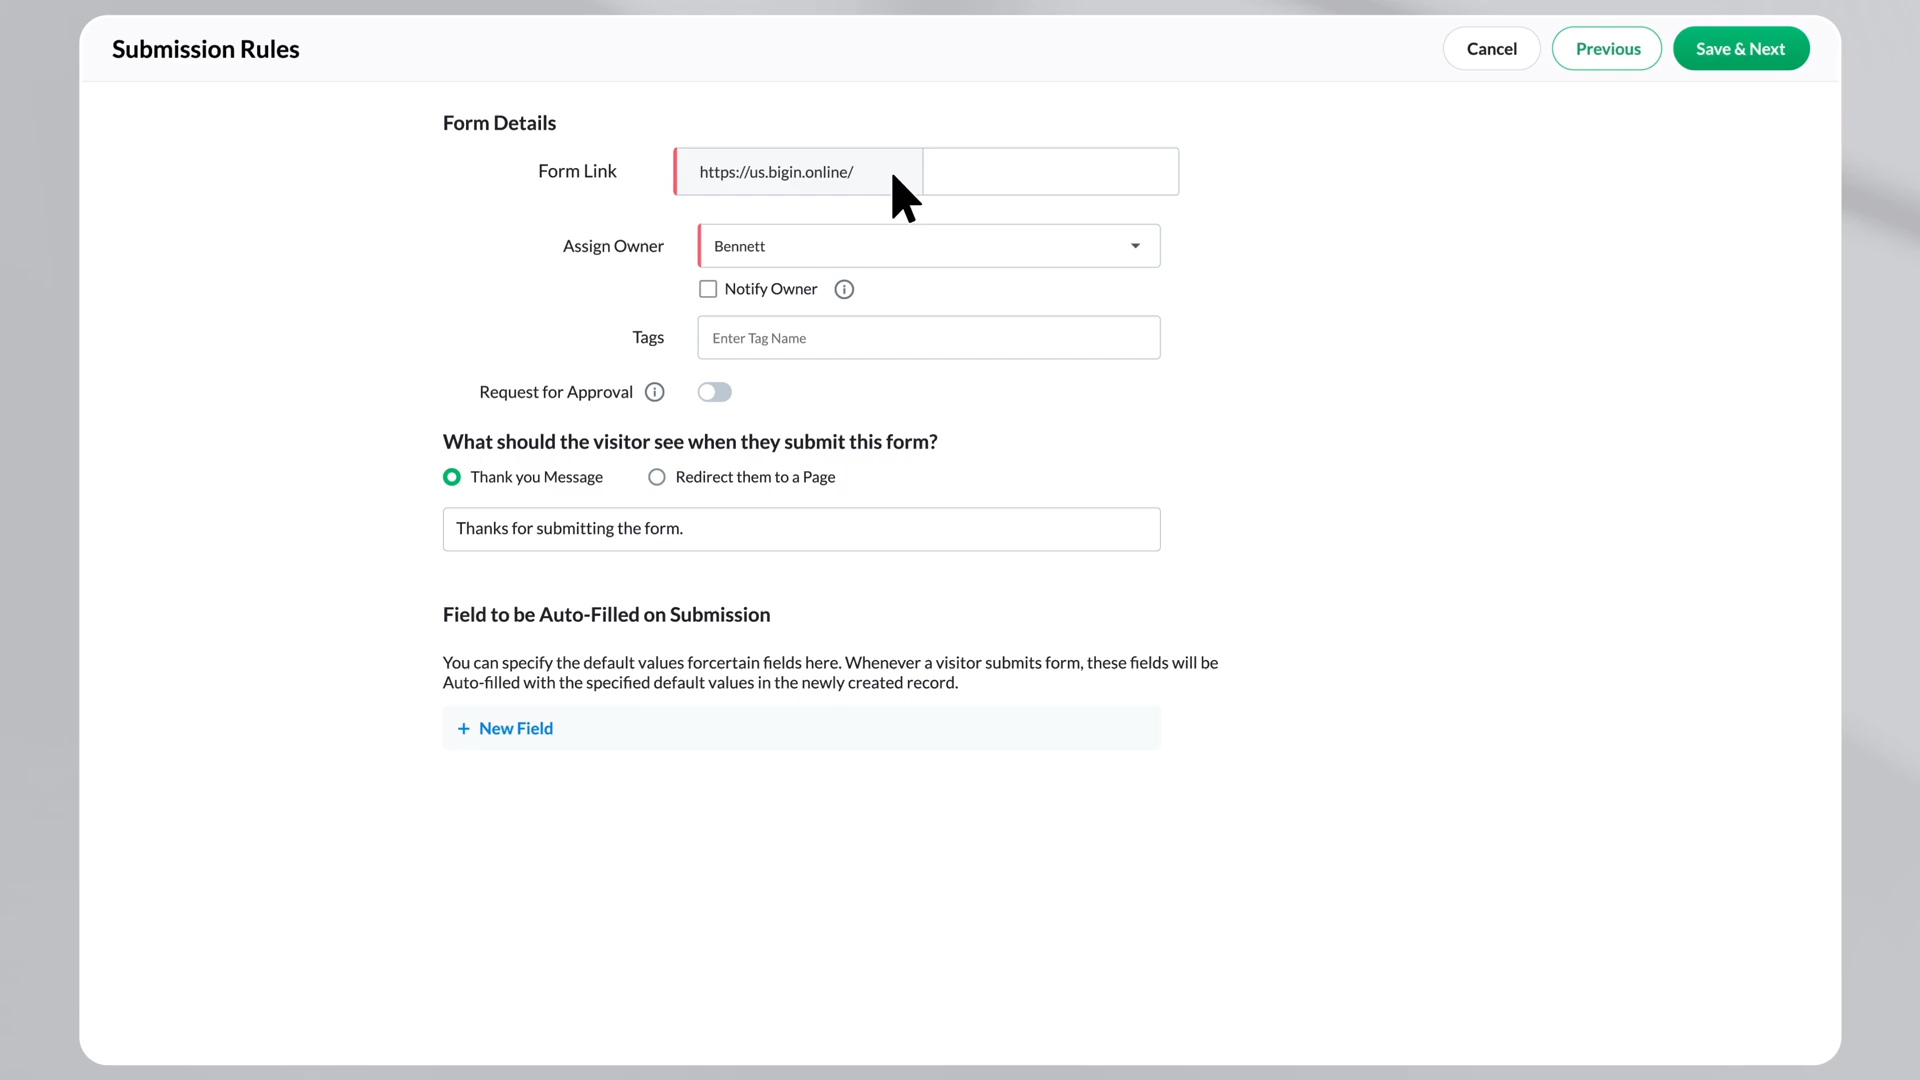 Submission Rules
Cancel
Previous
Save & Next
Form Details
Form Link
https://us.bigin.online/
Assign Owner
Bennett
Notify Owner
Tags
Enter Tag Name
Request for Approval
What should the visitor see when they submit this form?
Thank you Message
Redirect them to a Page
Thanks for submitting the form.
Field to be Auto-Filled on Submission
You can specify the default values forcertain fields here. Whenever a visitor submits form, these fields will be
Auto-filled with the specified default values in the newly created record.
+ New Field